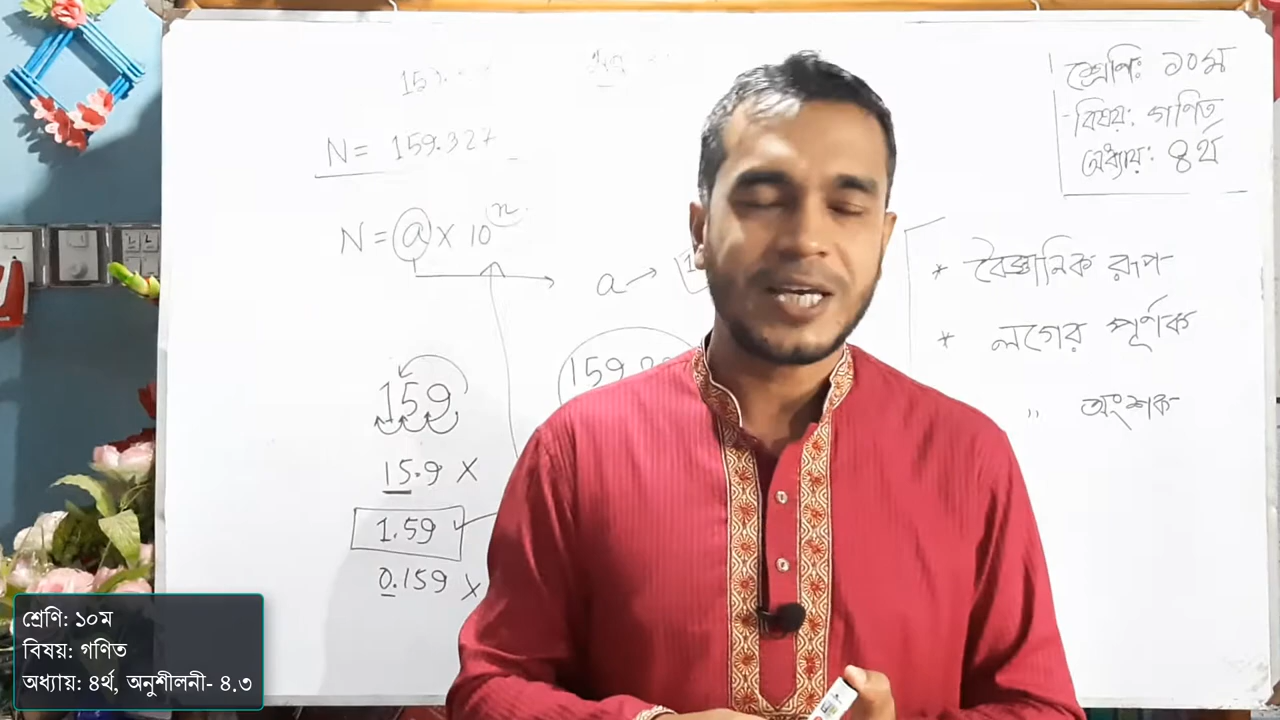 শ্রেণি: ১০ম
বিষয়: গণিত
অধ্যায়: ৪র্থ
N = 159.327
N = a × 10ⁿ
a →
* বৈজ্ঞানিক রূপ
* লগের পূর্ণক
" অংশক
159
15.9 ×
1.59
0.159 ×
শ্রেণি: ১০ম
বিষয়: গণিত
অধ্যায়: ৪র্থ, অনুশীলনী- ৪.৩